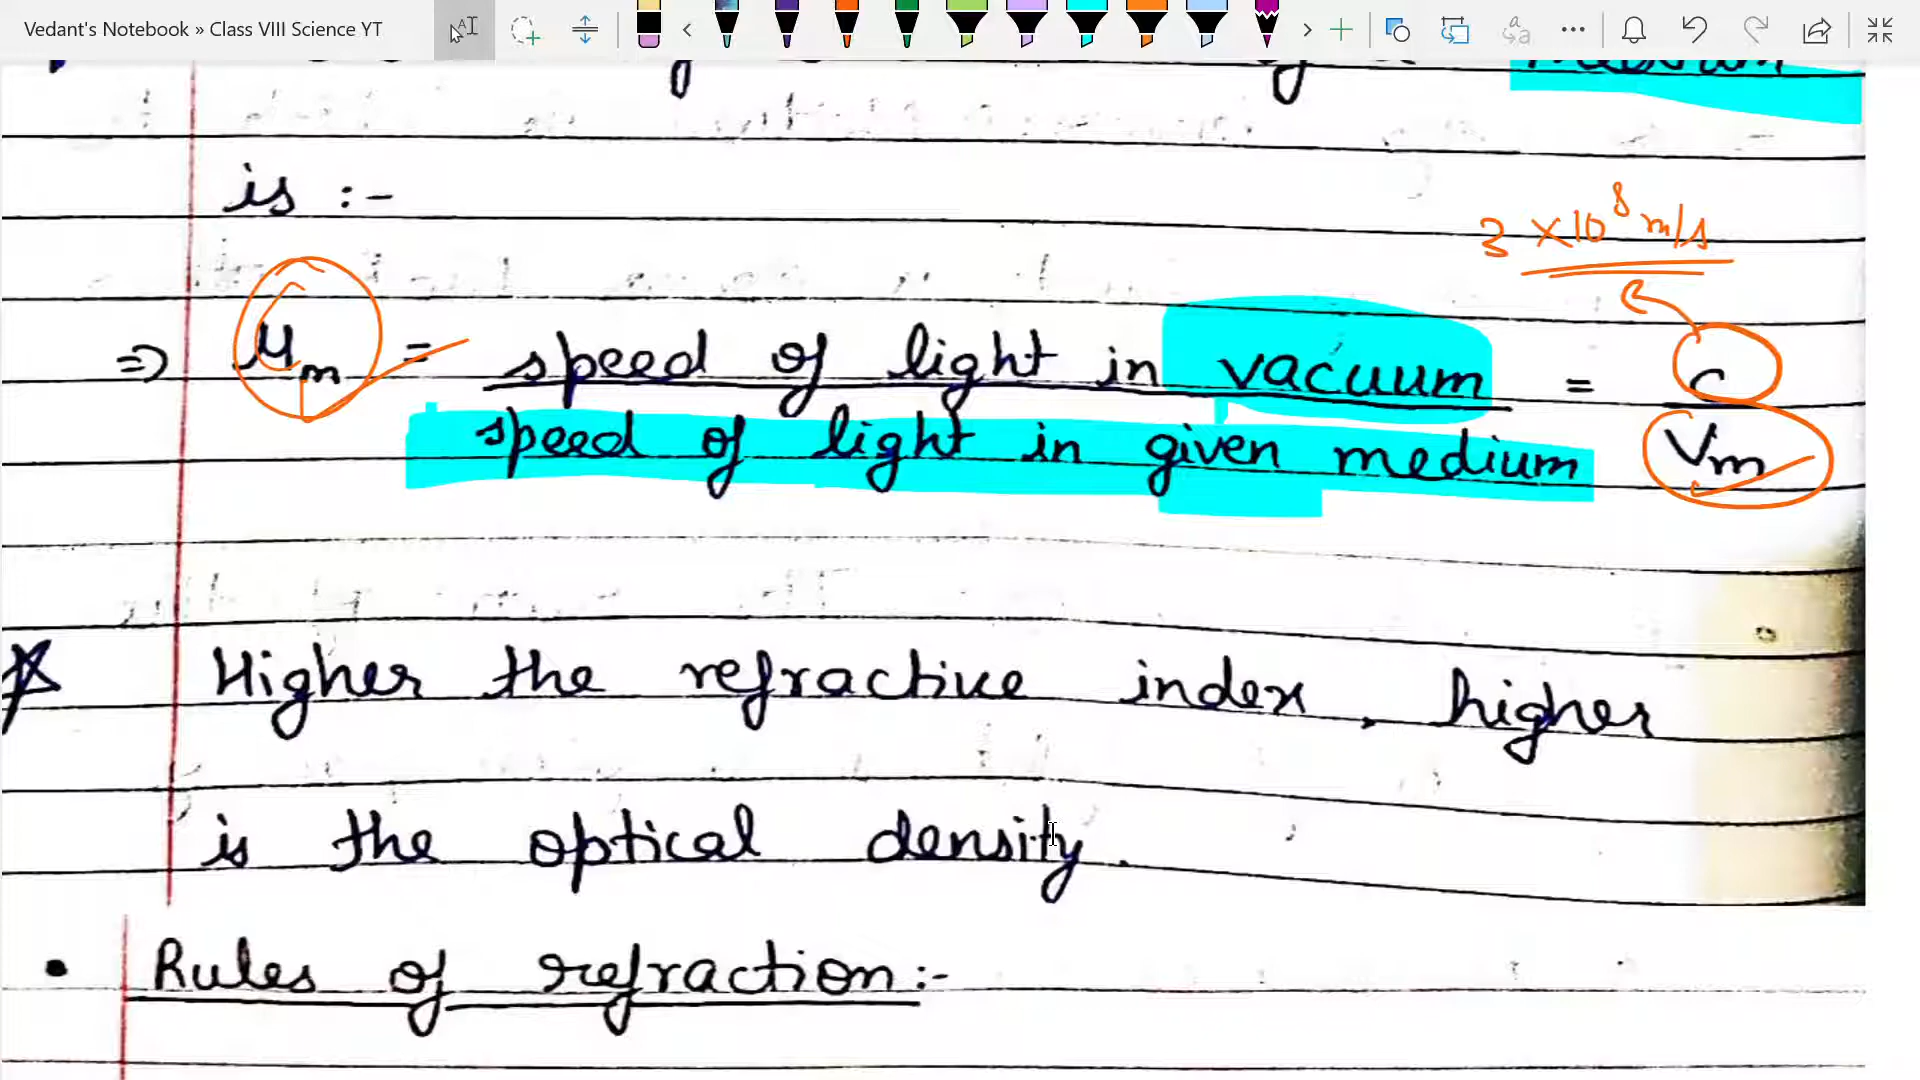 Vedant's Notebook » Class VIII Science YT
medium
is :-
3 ×10⁸ m/s
=> μm = speed of light in vacuum / speed of light in given medium = c / Vm
Higher the refractive index, higher
is the optical density.
• Rules of refraction:-